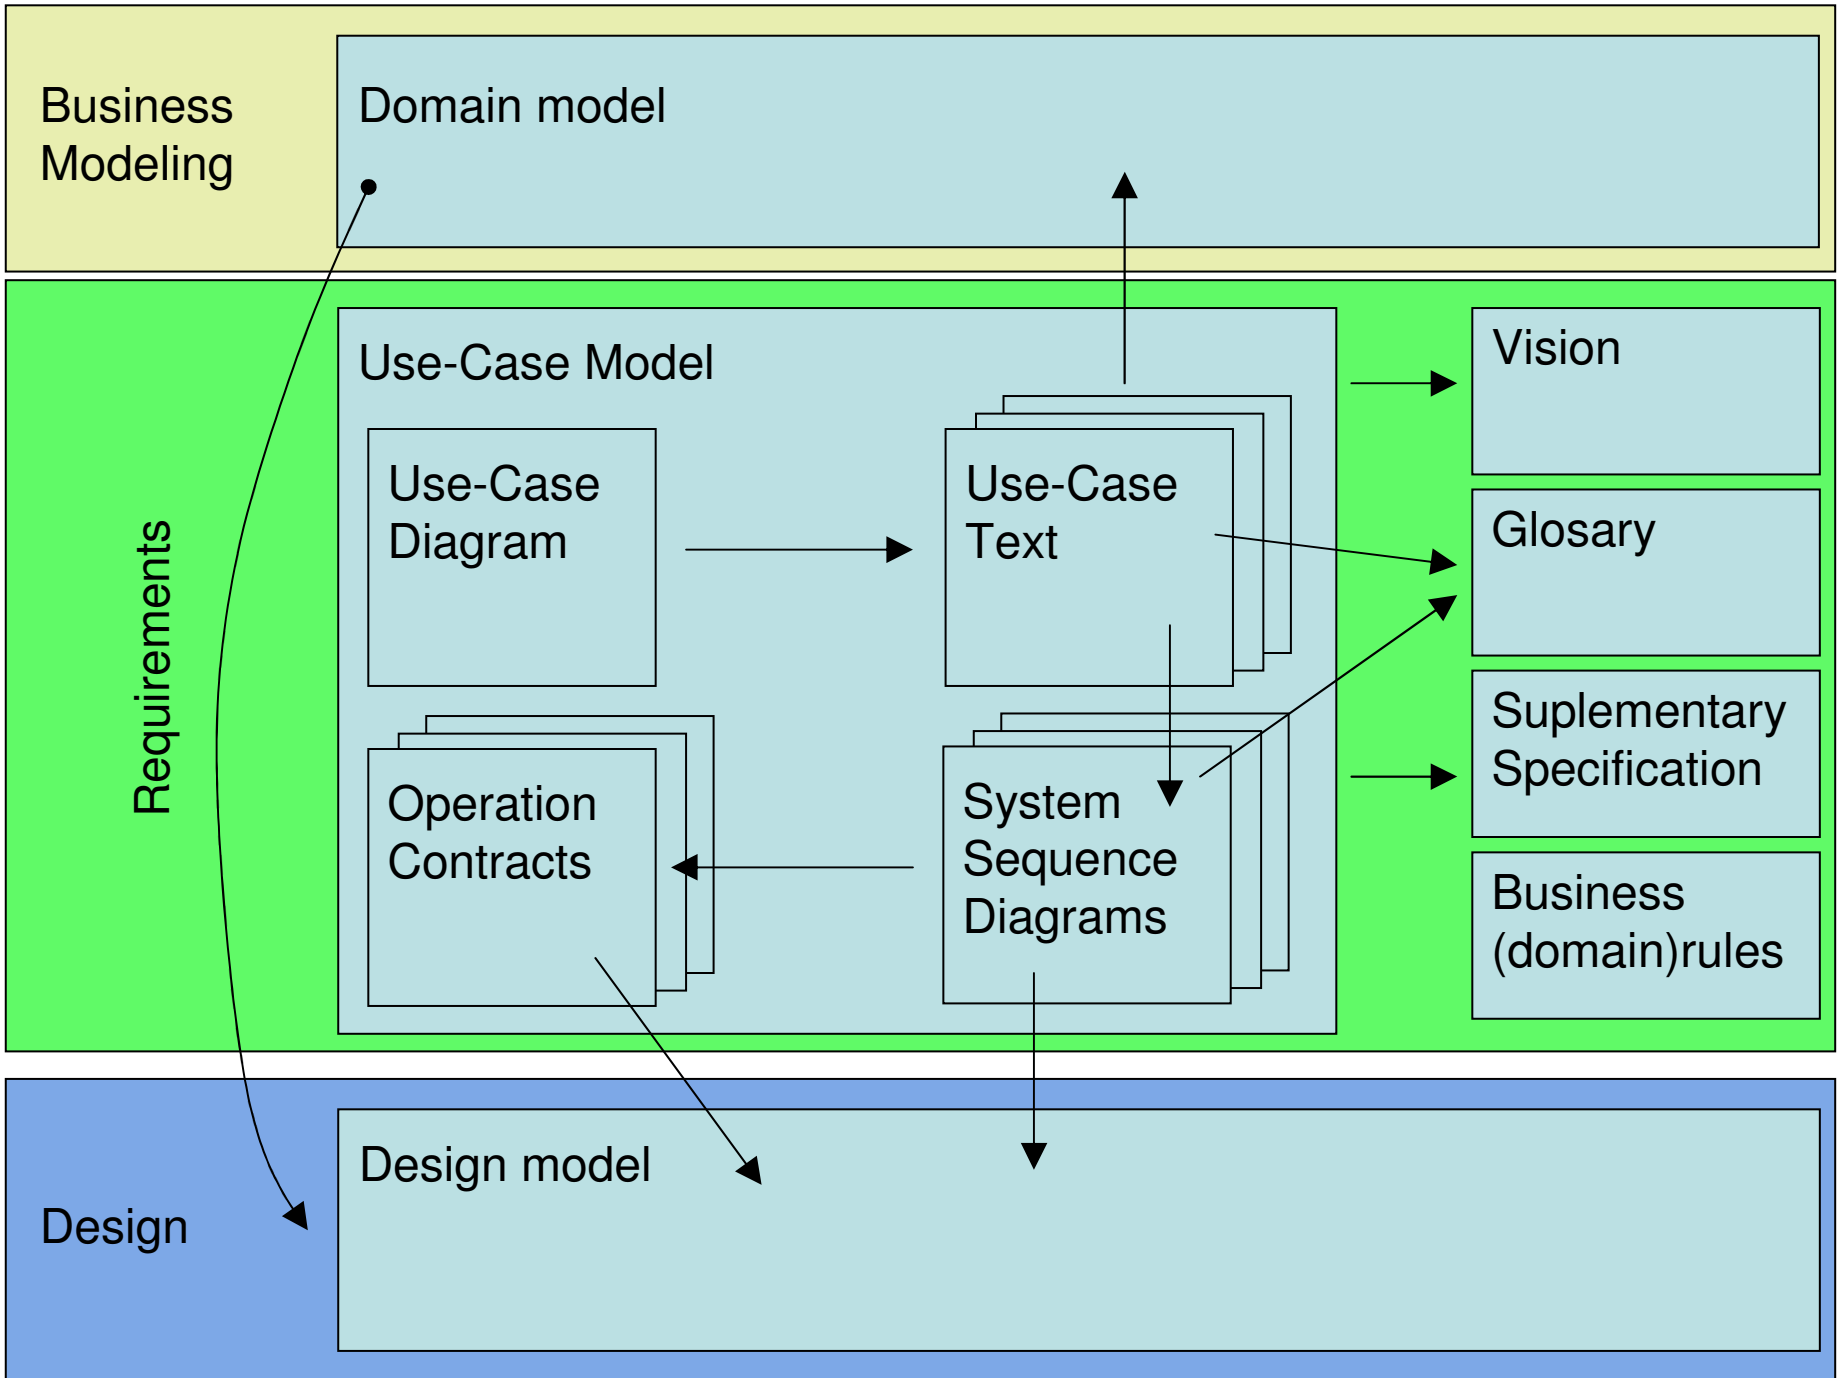 Business
Modeling
Domain model
Requirements
Use-Case Model
Use-Case
Diagram
Use-Case
Text
Operation
Contracts
System
Sequence
Diagrams
Vision
Glosary
Suplementary
Specification
Business
(domain)rules
Design
Design model